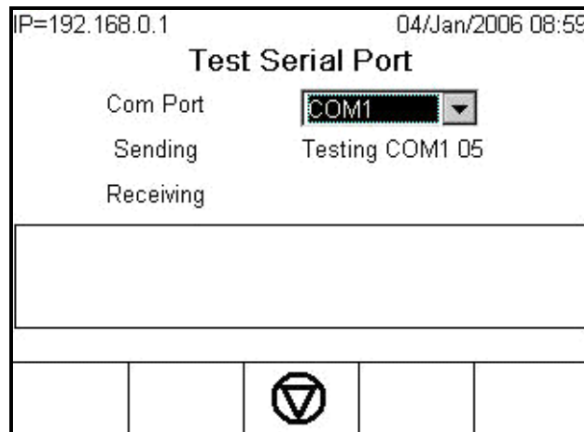 IP=192.168.0.1 04/Jan/2006 08:59
Test Serial Port
Com Port COM1
Sending Testing COM1 05
Receiving